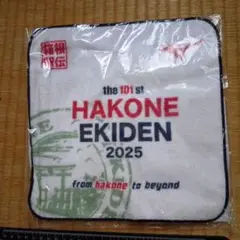 箱根
駅伝
the 101st
HAKONE
EKIDEN
2025
from hakone to beyond